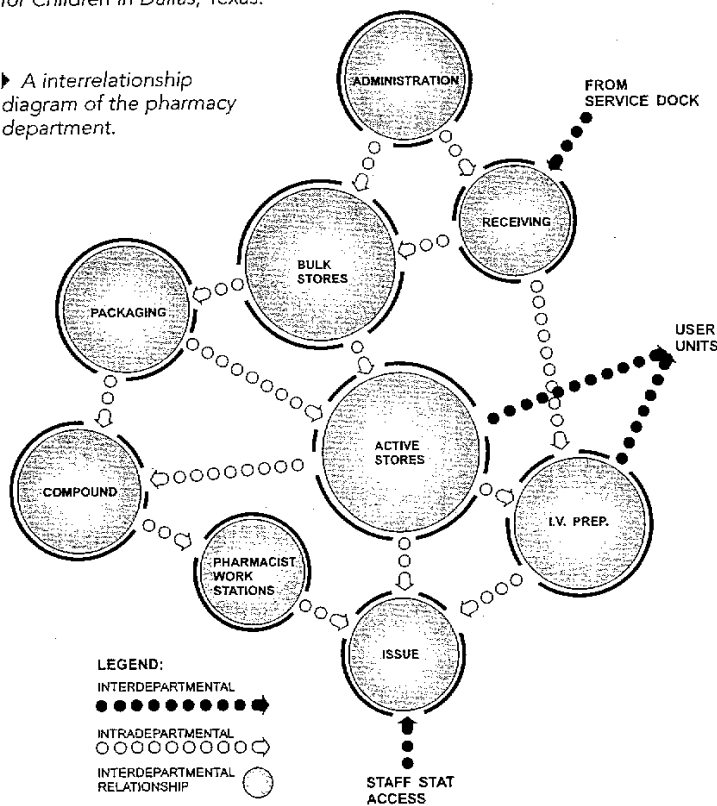 for Children in Dallas, Texas.
▶ A interrelationship
diagram of the pharmacy
department.
ADMINISTRATION
FROM
SERVICE DOCK
RECEIVING
BULK
STORES
PACKAGING
USER
UNITS
ACTIVE
STORES
COMPOUND
I.V. PREP.
PHARMACIST
WORK
STATIONS
ISSUE
LEGEND:
INTERDEPARTMENTAL
INTRADEPARTMENTAL
INTERDEPARTMENTAL
RELATIONSHIP
STAFF STAT
ACCESS